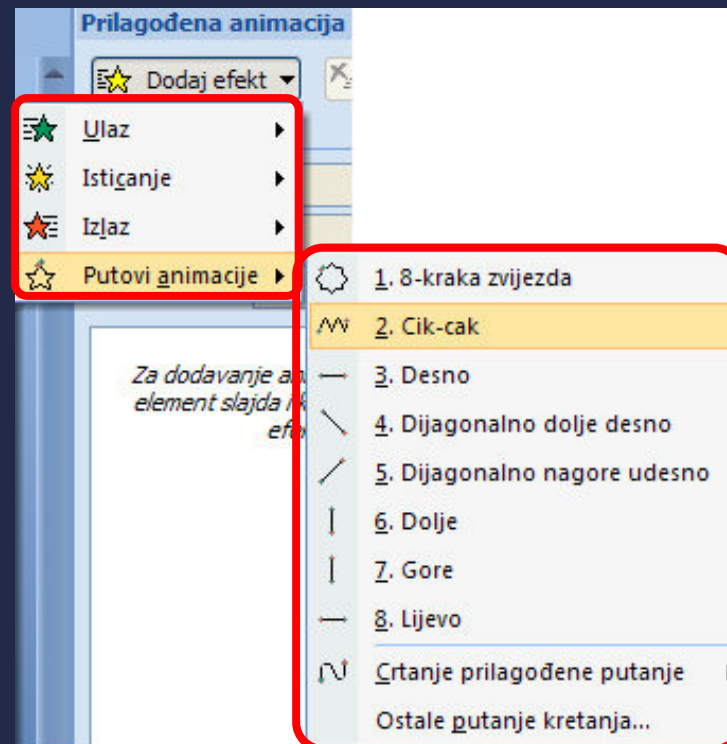 Prilagođena animacija
Dodaj efekt
Ulaz
Isticanje
Izlaz
Putovi animacije
1. 8-kraka zvijezda
2. Cik-cak
3. Desno
4. Dijagonalno dolje desno
5. Dijagonalno nagore udesno
6. Dolje
7. Gore
8. Lijevo
Crtanje prilagođene putanje
Ostale putanje kretanja...
Za dodavanje
element slajda